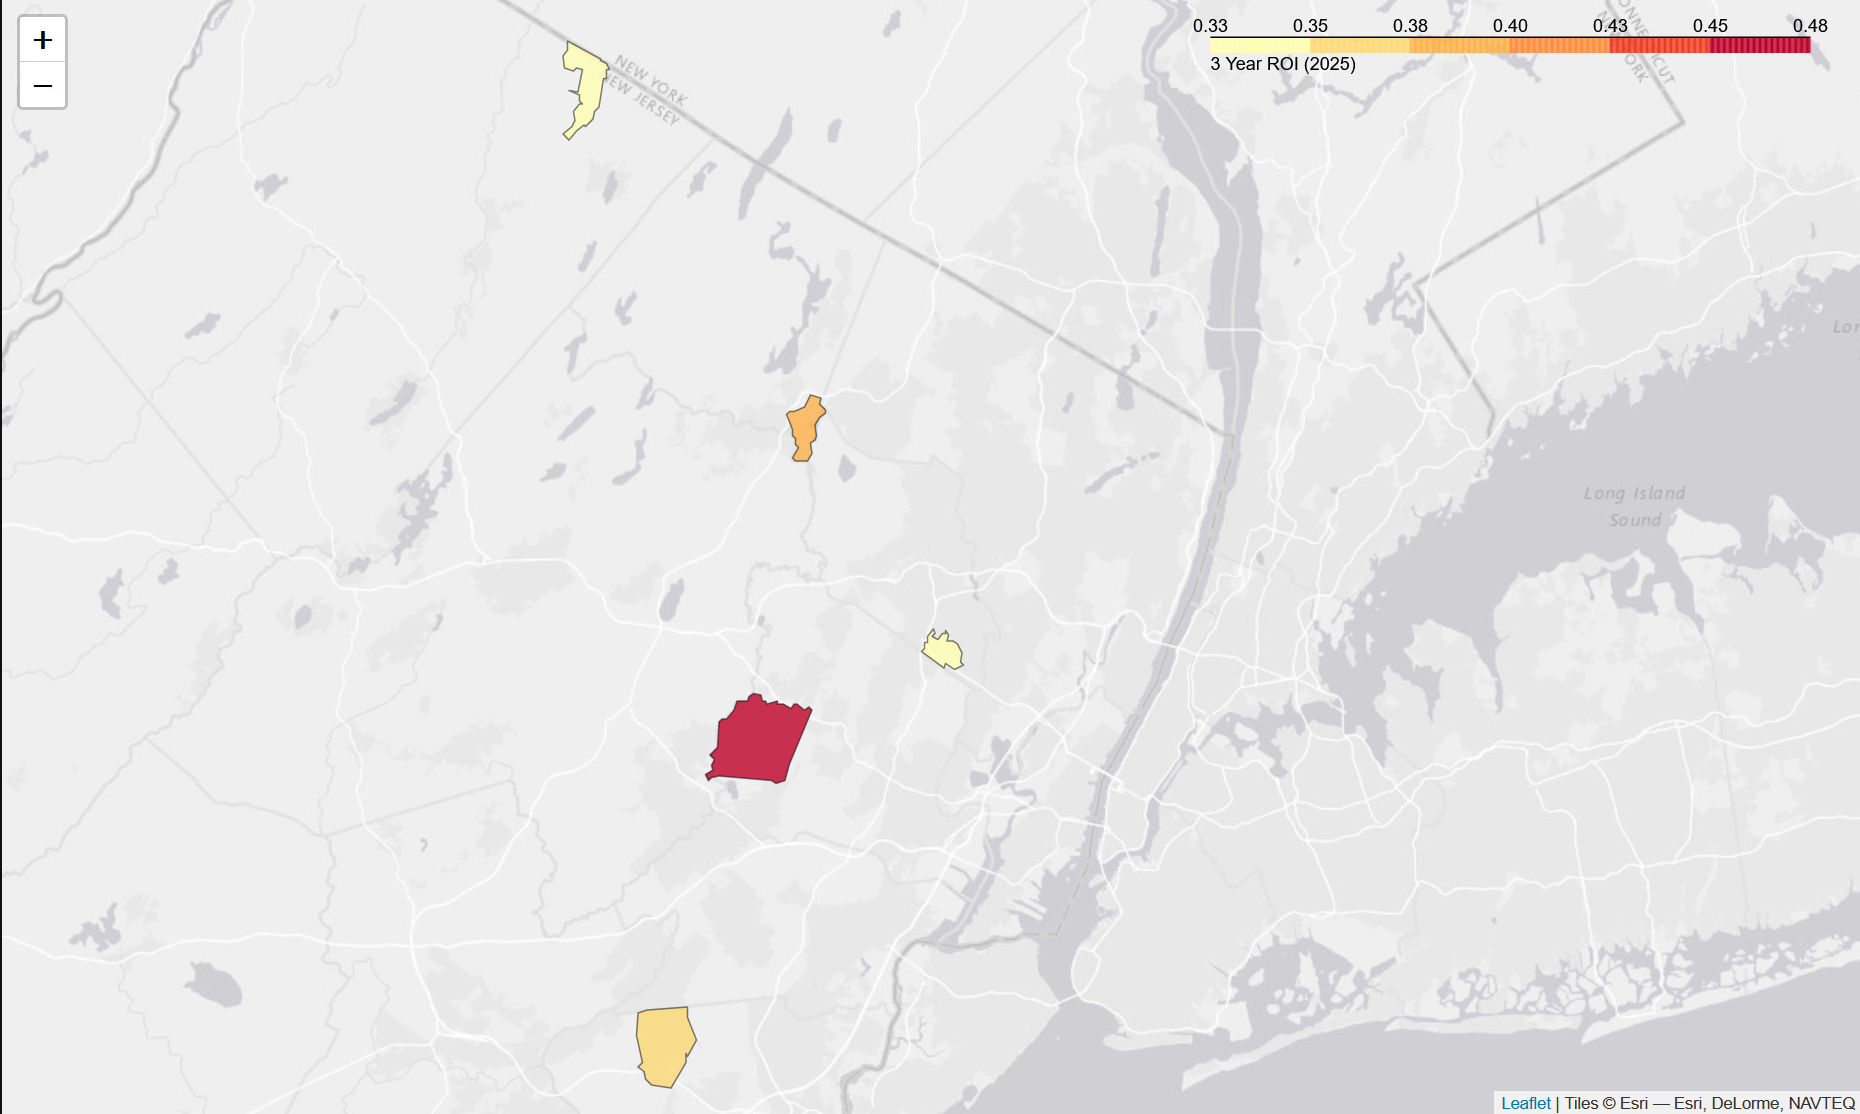 +
−
0.33 0.35 0.38 0.40 0.43 0.45 0.48
3 Year ROI (2025)
NEW YORK
NEW JERSEY
Long Island
Sound
Leaflet | Tiles © Esri — Esri, DeLorme, NAVTEQ